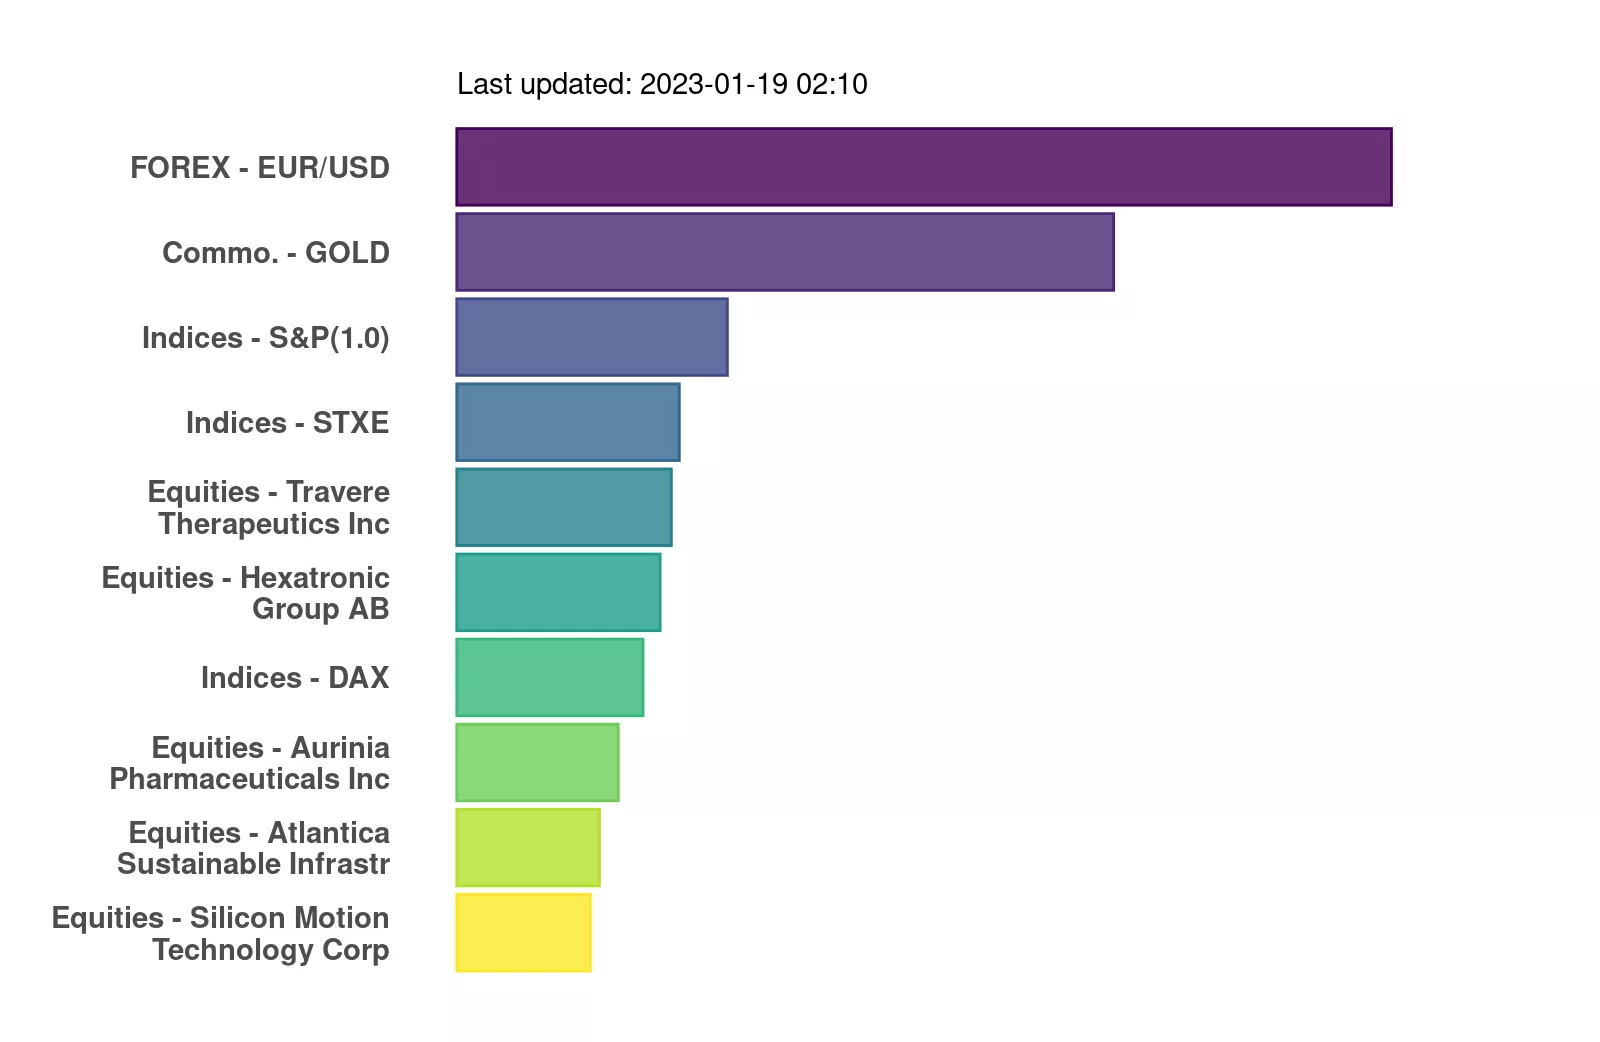 Last updated: 2023-01-19 02:10
FOREX - EUR/USD
Commo. - GOLD
Indices - S&P(1.0)
Indices - STXE
Equities - Travere
Therapeutics Inc
Equities - Hexatronic
Group AB
Indices - DAX
Equities - Aurinia
Pharmaceuticals Inc
Equities - Atlantica
Sustainable Infrastr
Equities - Silicon Motion
Technology Corp